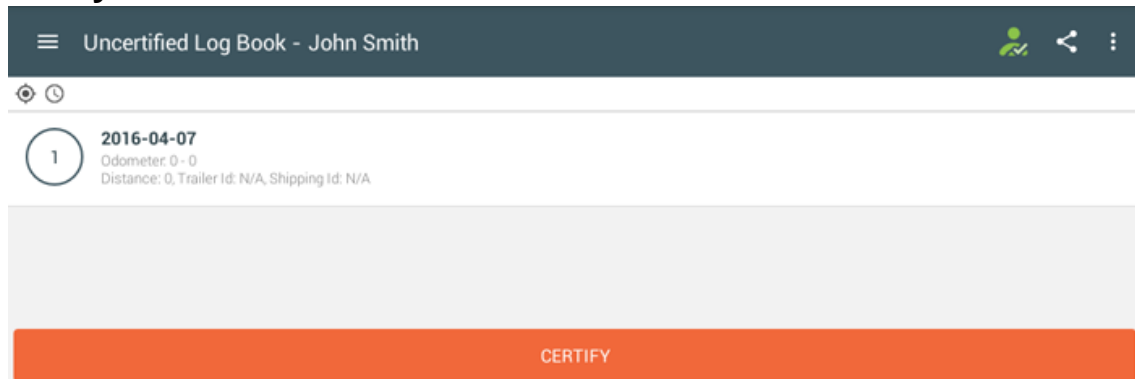 Uncertified Log Book - John Smith
1
2016-04-07
Odometer: 0 - 0
Distance: 0, Trailer Id: N/A, Shipping Id: N/A
CERTIFY